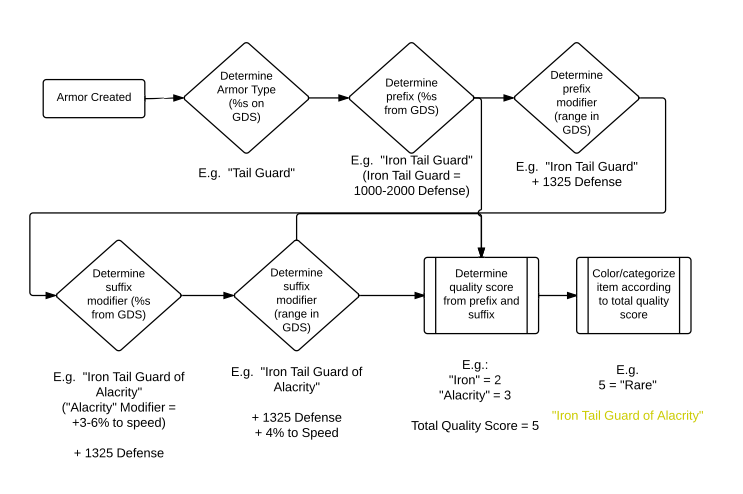 Armor Created
Determine
Armor Type
(%s on
GDS)
Determine
prefix (%s
from GDS)
Determine
prefix
modifier
(range in
GDS)
E.g.  "Tail Guard"
E.g.  "Iron Tail Guard"
(Iron Tail Guard =
1000-2000 Defense)
E.g.  "Iron Tail Guard"
+ 1325 Defense
Determine
suffix
modifier (%s
from GDS)
Determine
suffix
modifier
(range in
GDS)
Determine
quality score
from prefix and
suffix
Color/categorize
item according
to total quality
score
E.g.  "Iron Tail Guard of
Alacrity"
("Alacrity" Modifier =
+3-6% to speed)
+ 1325 Defense
E.g.  "Iron Tail Guard of
Alacrity"
+ 1325 Defense
+ 4% to Speed
E.g.:
"Iron" = 2
"Alacrity" = 3
Total Quality Score = 5
E.g.
5 = "Rare"
"Iron Tail Guard of Alacrity"